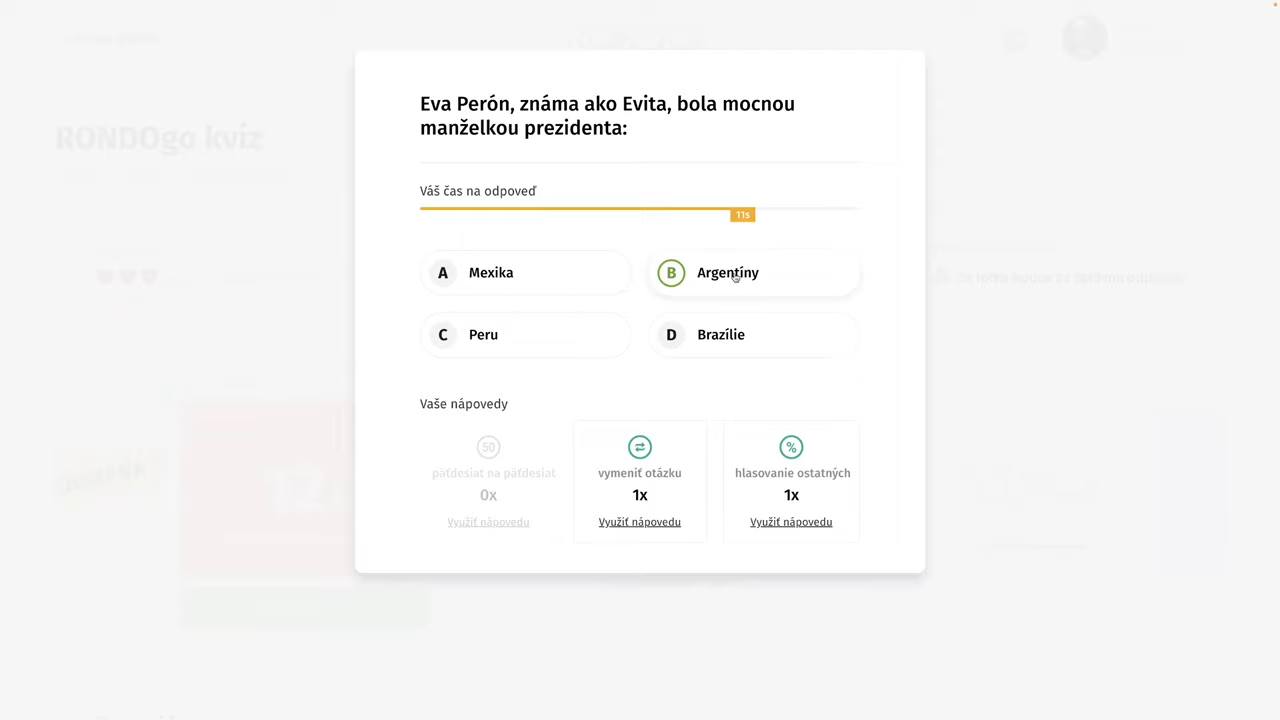 Eva Perón, známa ako Evita, bola mocnou
manželkou prezidenta:
Váš čas na odpoveď
11s
A Mexika
B Argentíny
C Peru
D Brazílie
Vaše nápovedy
50
päťdesiat na päťdesiat
0x
Využiť nápovedu
vymeniť otázku
1x
Využiť nápovedu
%
hlasovanie ostatných
1x
Využiť nápovedu
RONDOgo kvíz
12